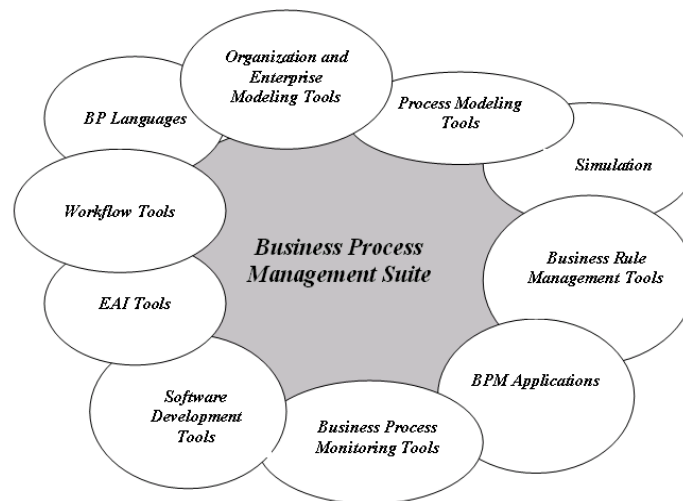 Organization and
Enterprise
Modeling Tools
Process Modeling
Tools
BP Languages
Simulation
Workflow Tools
Business Process
Management Suite
Business Rule
Management Tools
EAI Tools
BPM Applications
Software
Development
Tools
Business Process
Monitoring Tools